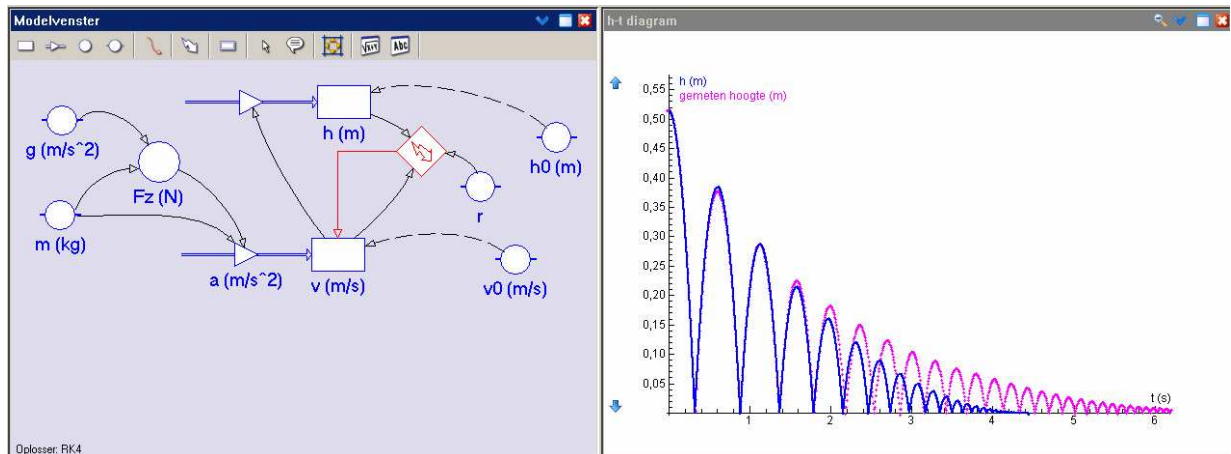 Modelvenster
√x+y
Abc
g (m/s^2)
h (m)
h0 (m)
Fz (N)
r
m (kg)
a (m/s^2)
v (m/s)
v0 (m/s)
Oplosser: RK4
h-t diagram
h (m)
gemeten hoogte (m)
0,55
0,50
0,45
0,40
0,35
0,30
0,25
0,20
0,15
0,10
0,05
t (s)
1
2
3
4
5
6